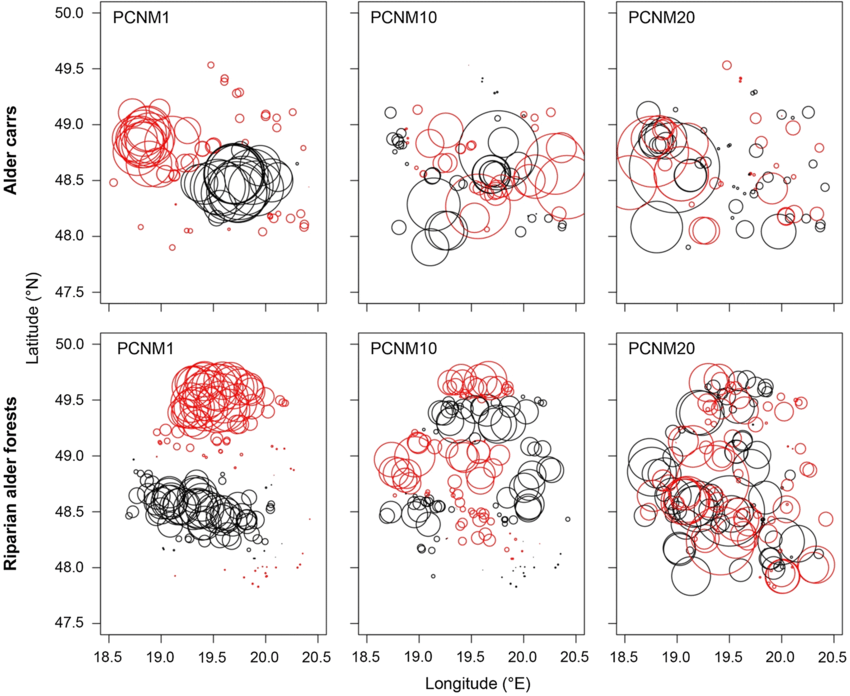 PCNM1
PCNM10
PCNM20
50.0
49.5
49.0
48.5
48.0
47.5
Alder carrs
Latitude (°N)
PCNM1
PCNM10
PCNM20
50.0
49.5
49.0
48.5
48.0
47.5
Riparian alder forests
18.5 19.0 19.5 20.0 20.5
18.5 19.0 19.5 20.0 20.5
18.5 19.0 19.5 20.0 20.5
Longitude (°E)